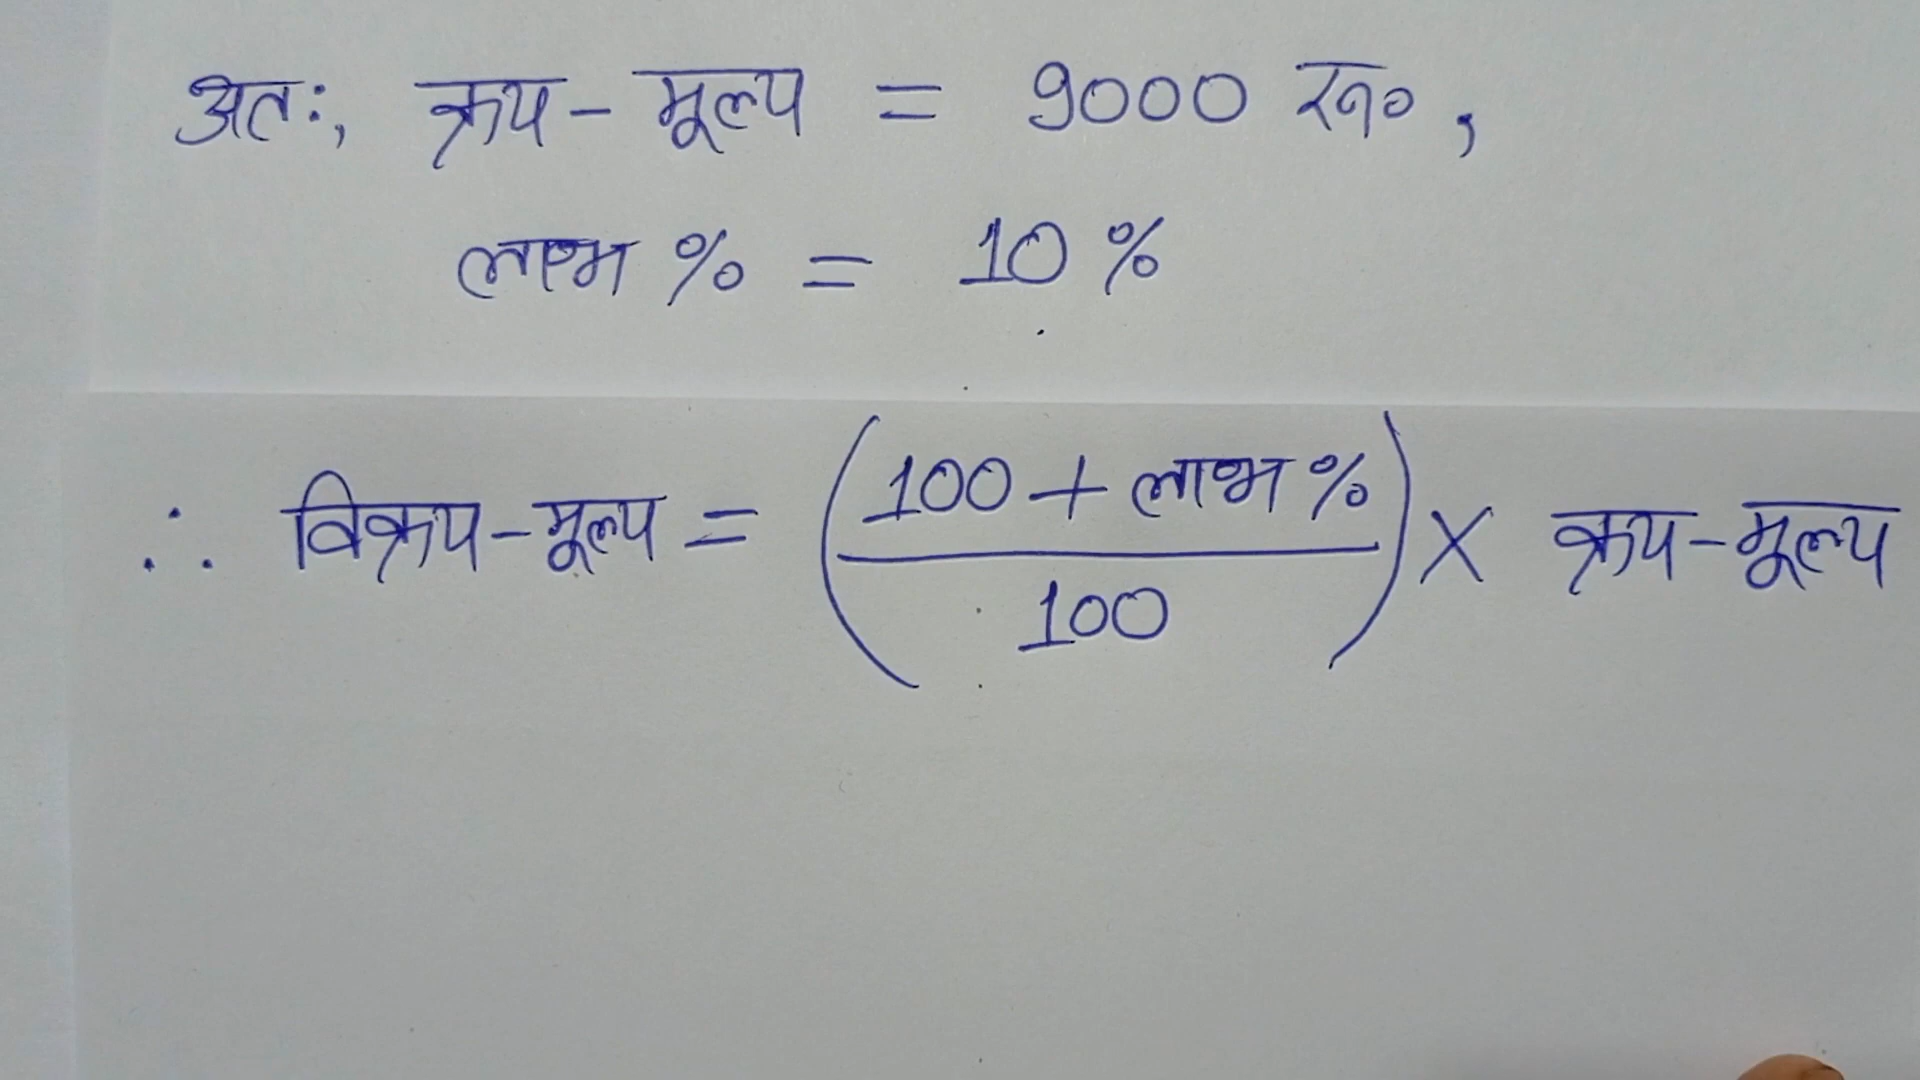 अतः, क्रय-मूल्य = 9000 रू०,
लाभ % = 10 %
∴ विक्रय-मूल्य = (100 + लाभ % / 100) × क्रय-मूल्य